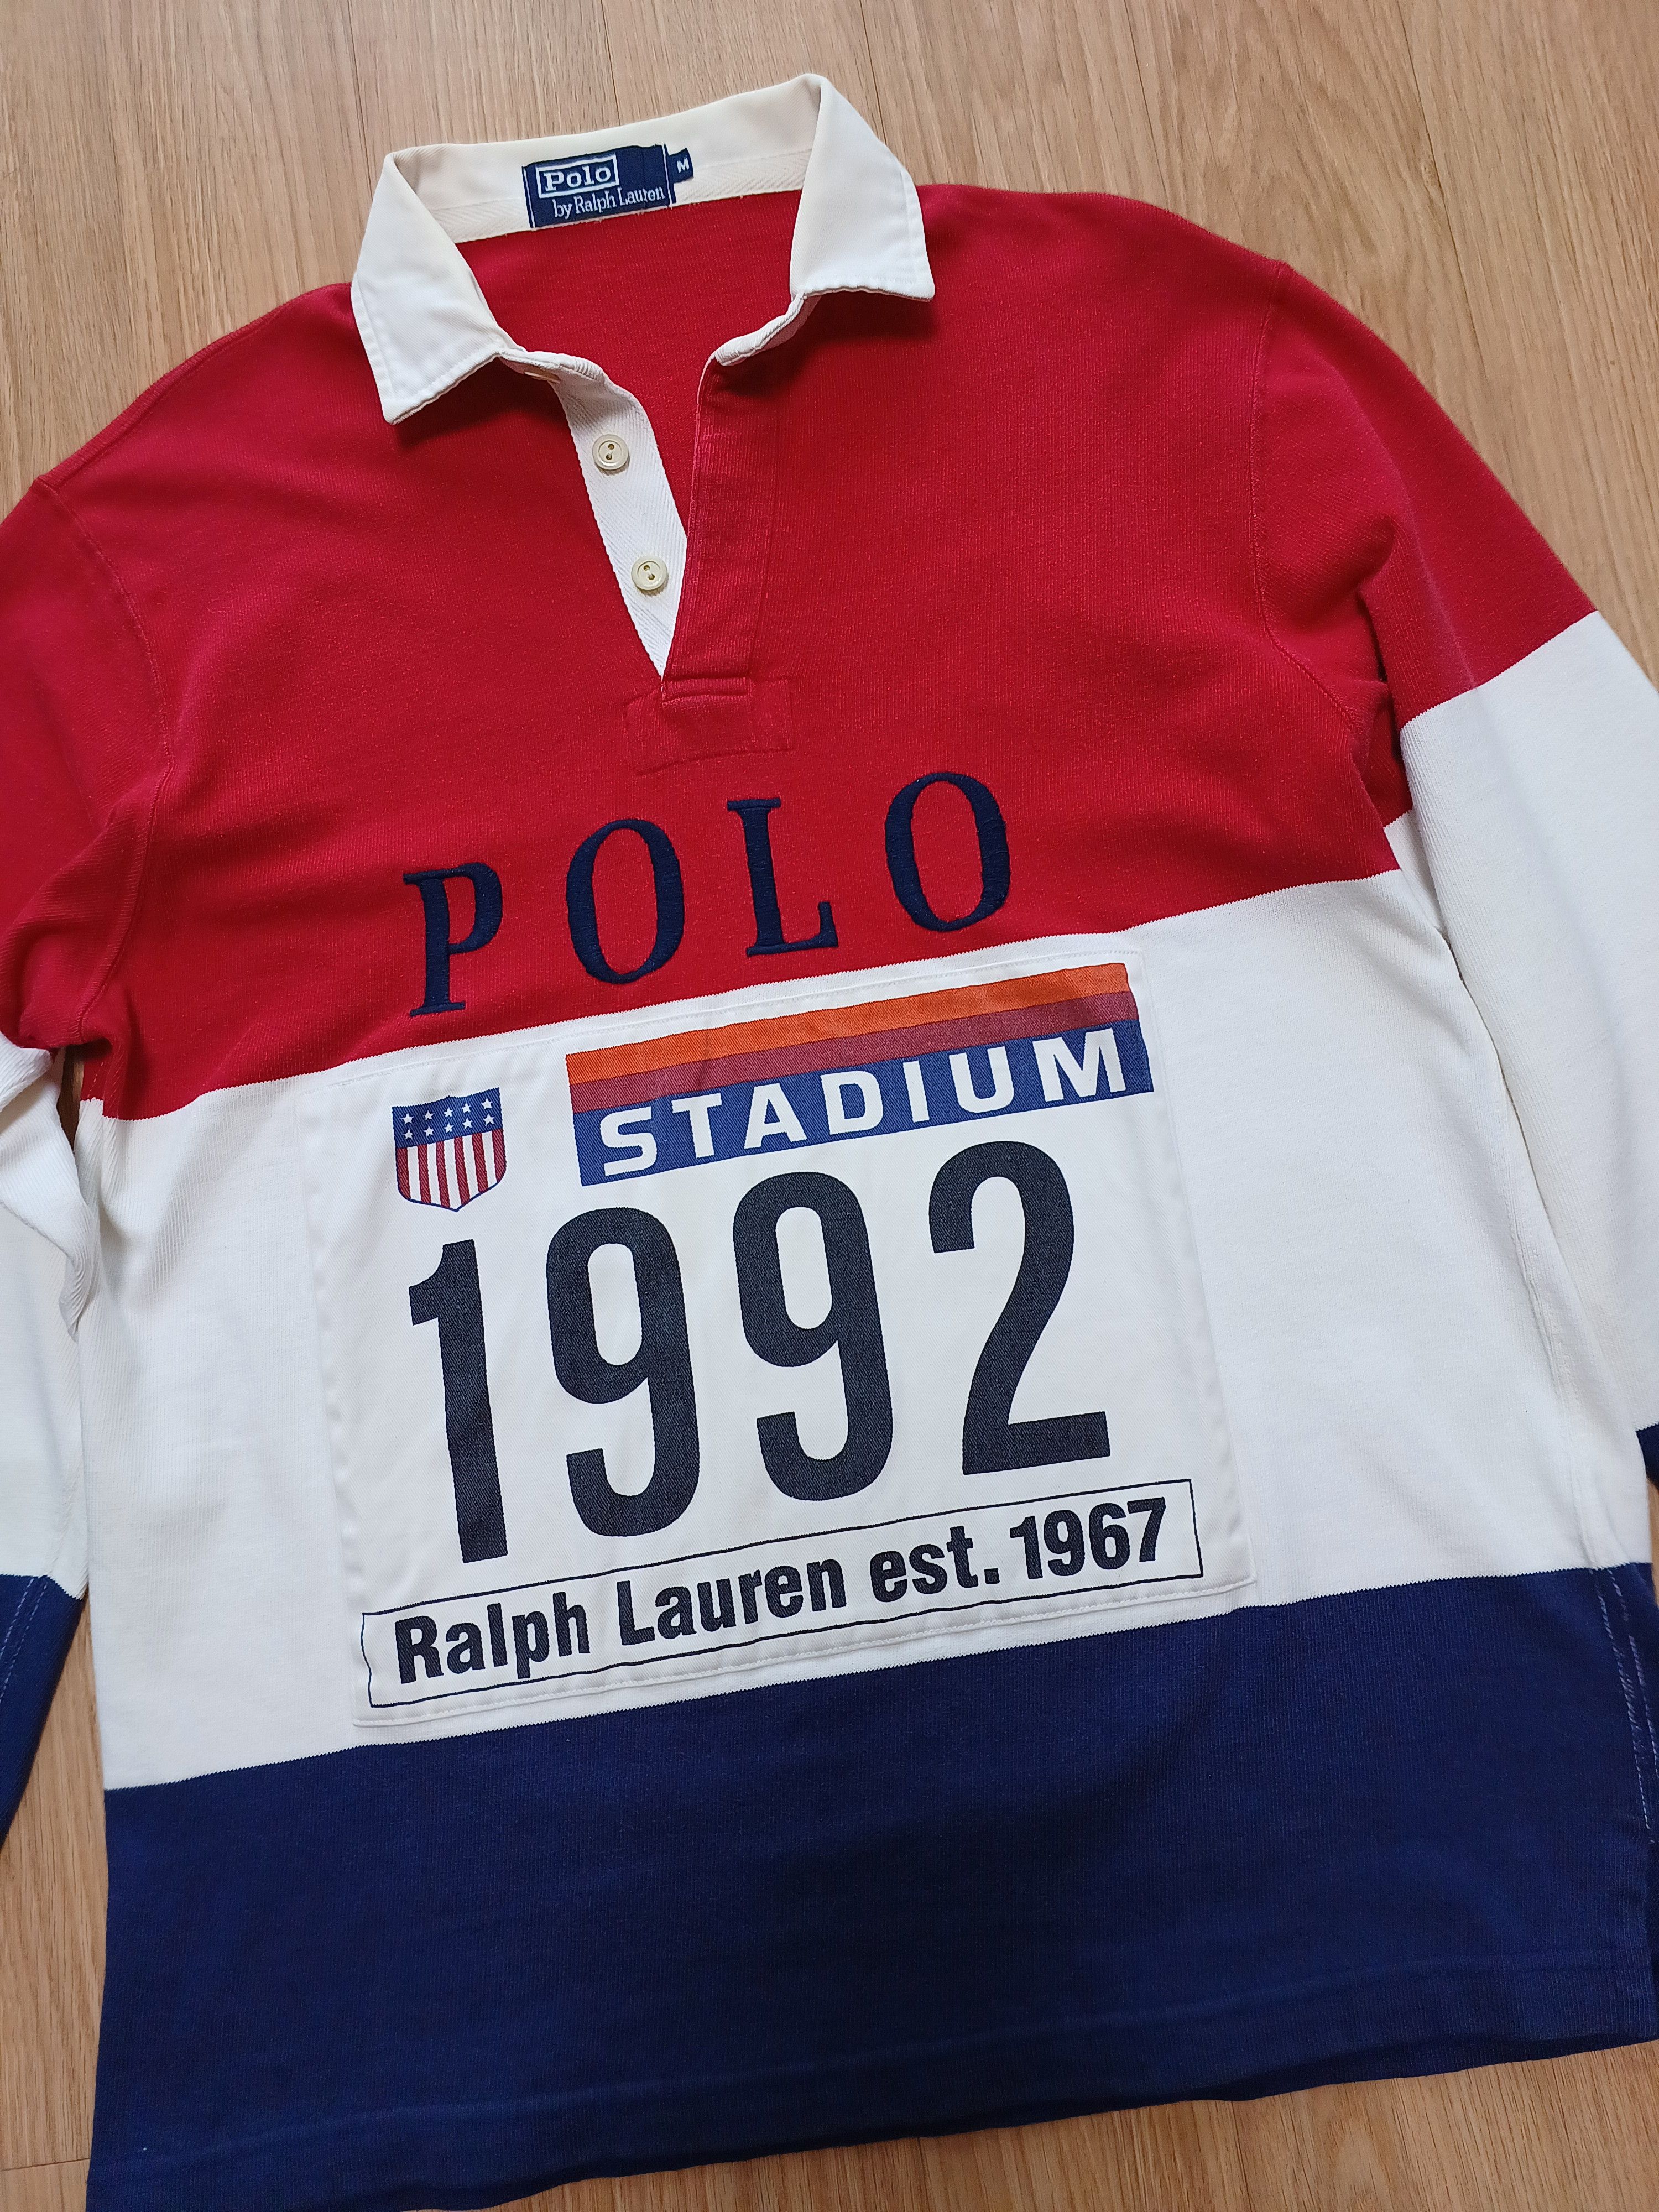 Polo
by Ralph Lauren
M
POLO
STADIUM
1992
Ralph Lauren est. 1967